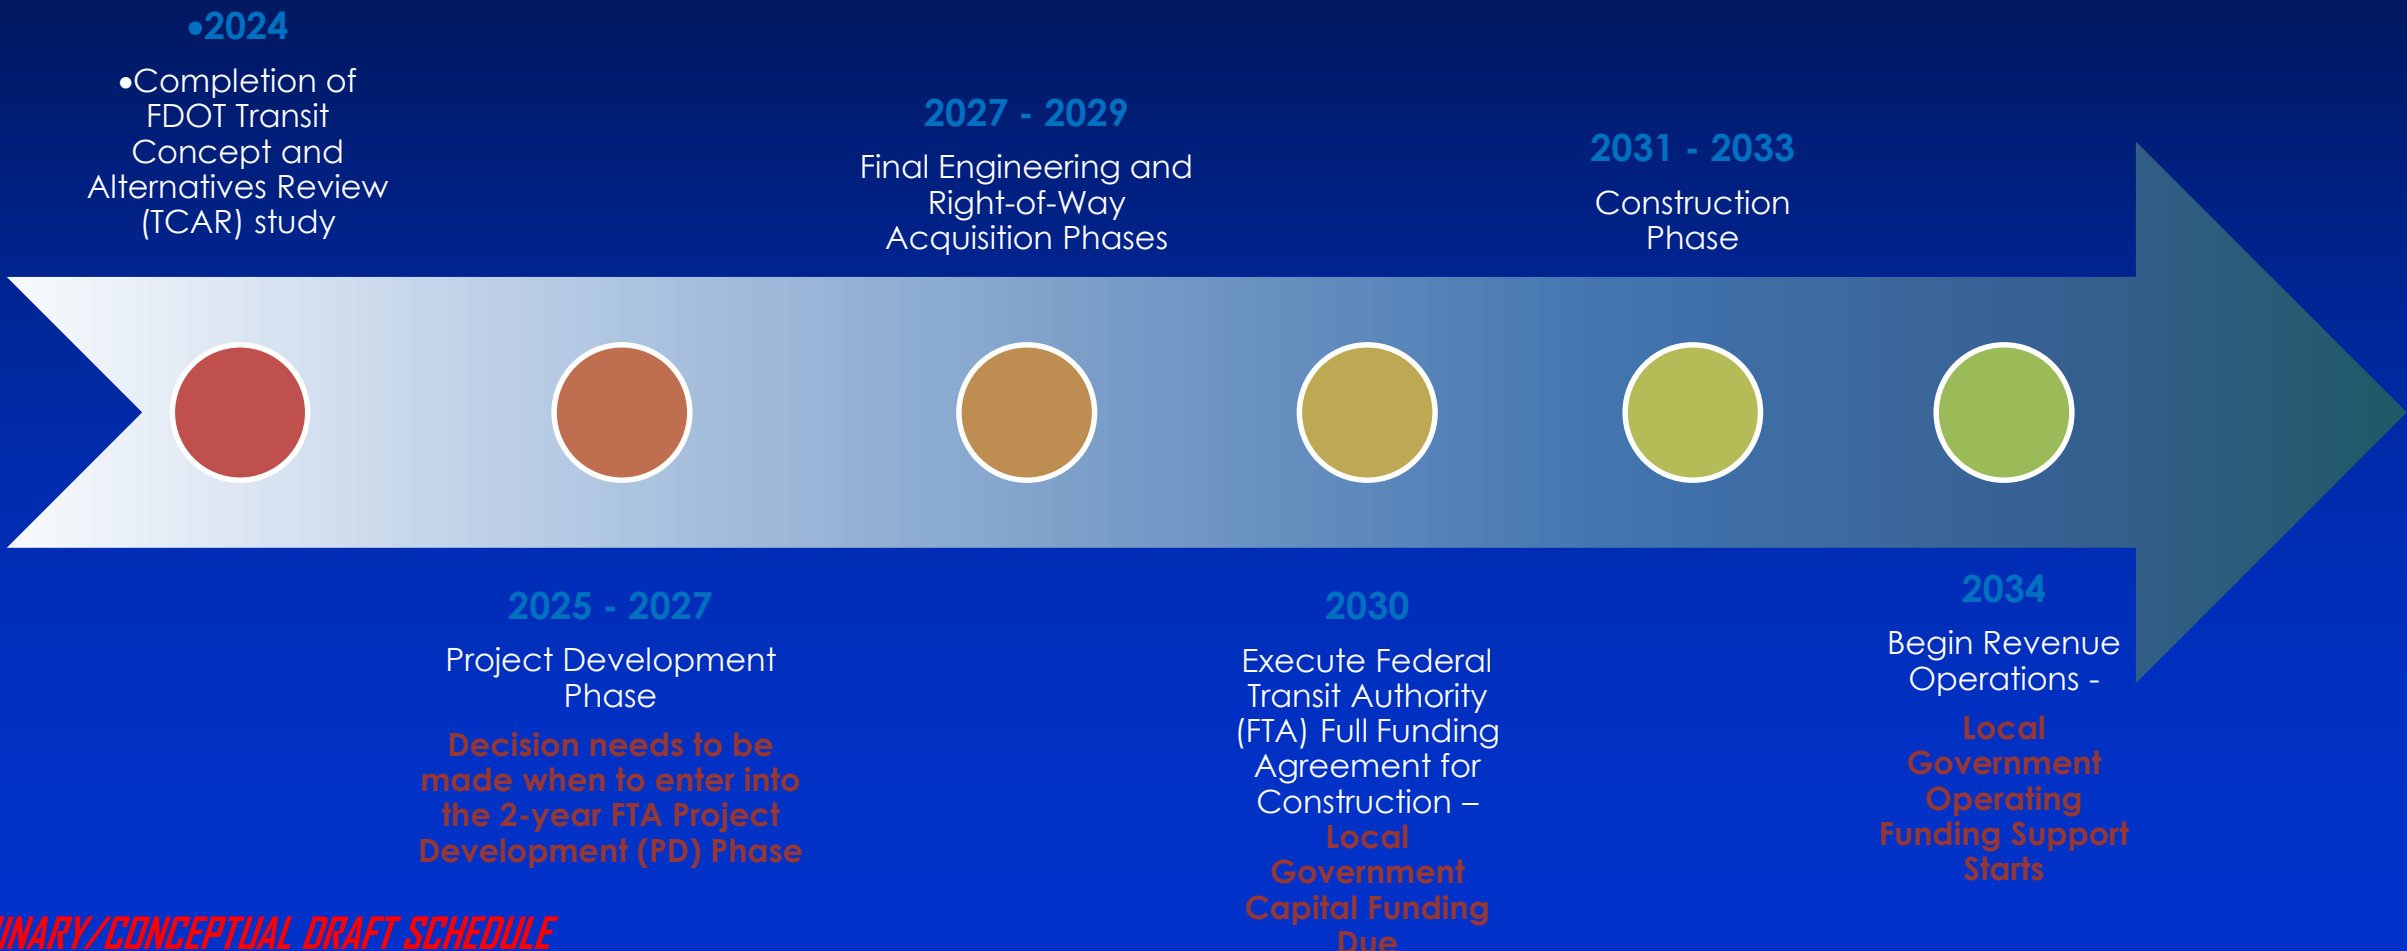 •2024
•Completion of
FDOT Transit
Concept and
Alternatives Review
(TCAR) study
2025 - 2027
Project Development
Phase
Decision needs to be
made when to enter into
the 2-year FTA Project
Development (PD) Phase
2027 - 2029
Final Engineering and
Right-of-Way
Acquisition Phases
2030
Execute Federal
Transit Authority
(FTA) Full Funding
Agreement for
Construction –
Local
Government
Capital Funding
Due
2031 - 2033
Construction
Phase
2034
Begin Revenue
Operations -
Local
Government
Operating
Funding Support
Starts
INARY/CONCEPTUAL DRAFT SCHEDULE